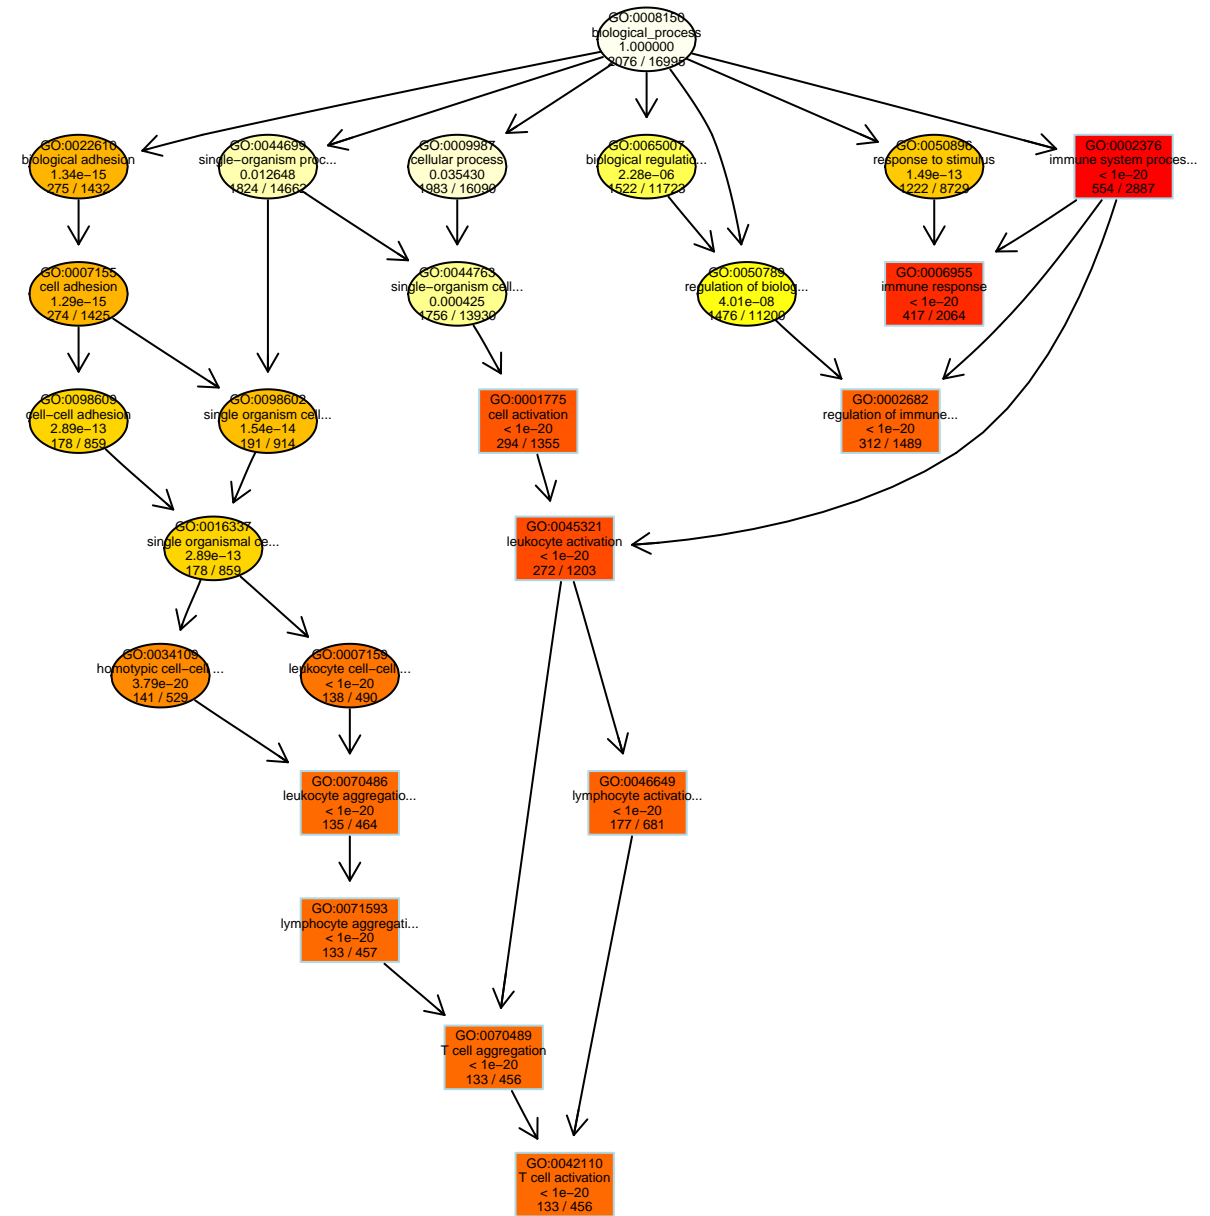 GO:0008150
biological_process
1.000000
2076 / 16995
GO:0022610
biological adhesion
1.34e−15
275 / 1432
GO:0044699
single−organism proc...
0.012648
1824 / 14662
GO:0009987
cellular process
0.035430
1983 / 16090
GO:0065007
biological regulatio...
2.28e−06
1522 / 11723
GO:0050896
response to stimulus
1.49e−13
1222 / 8729
GO:0002376
immune system proces...
< 1e−20
554 / 2887
GO:0007155
cell adhesion
1.29e−15
274 / 1425
GO:0044763
single−organism cell...
0.000425
1756 / 13930
GO:0050789
regulation of biolog...
4.01e−08
1476 / 11200
GO:0006955
immune response
< 1e−20
417 / 2064
GO:0098609
cell−cell adhesion
2.89e−13
178 / 859
GO:0098602
single organism cell...
1.54e−14
191 / 914
GO:0001775
cell activation
< 1e−20
294 / 1355
GO:0002682
regulation of immune...
< 1e−20
312 / 1489
GO:0016337
single organismal ce...
2.89e−13
178 / 859
GO:0045321
leukocyte activation
< 1e−20
272 / 1203
GO:0034109
homotypic cell−cell ...
3.79e−20
141 / 529
GO:0007159
leukocyte cell−cell ...
< 1e−20
138 / 490
GO:0070486
leukocyte aggregatio...
< 1e−20
135 / 464
GO:0046649
lymphocyte activatio...
< 1e−20
177 / 681
GO:0071593
lymphocyte aggregati...
< 1e−20
133 / 457
GO:0070489
T cell aggregation
< 1e−20
133 / 456
GO:0042110
T cell activation
< 1e−20
133 / 456